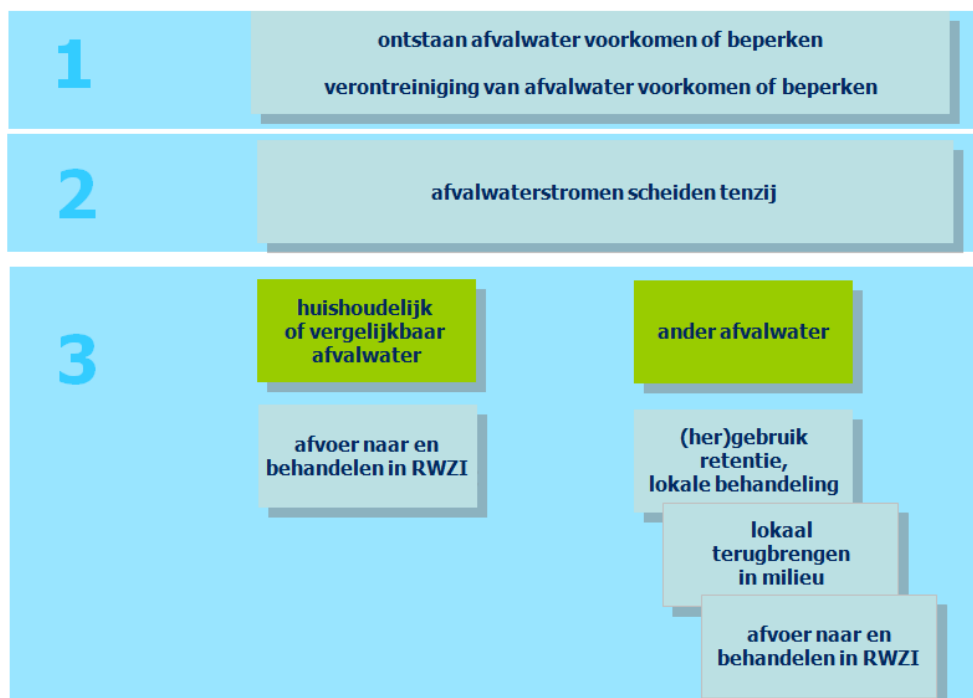 1
ontstaan afvalwater voorkomen of beperken
verontreiniging van afvalwater voorkomen of beperken
2
afvalwaterstromen scheiden tenzij
3
huishoudelijk
of vergelijkbaar
afvalwater
afvoer naar en
behandelen in RWZI
ander afvalwater
(her)gebruik
retentie,
lokale behandeling
lokaal
terugbrengen
in milieu
afvoer naar en
behandelen in RWZI